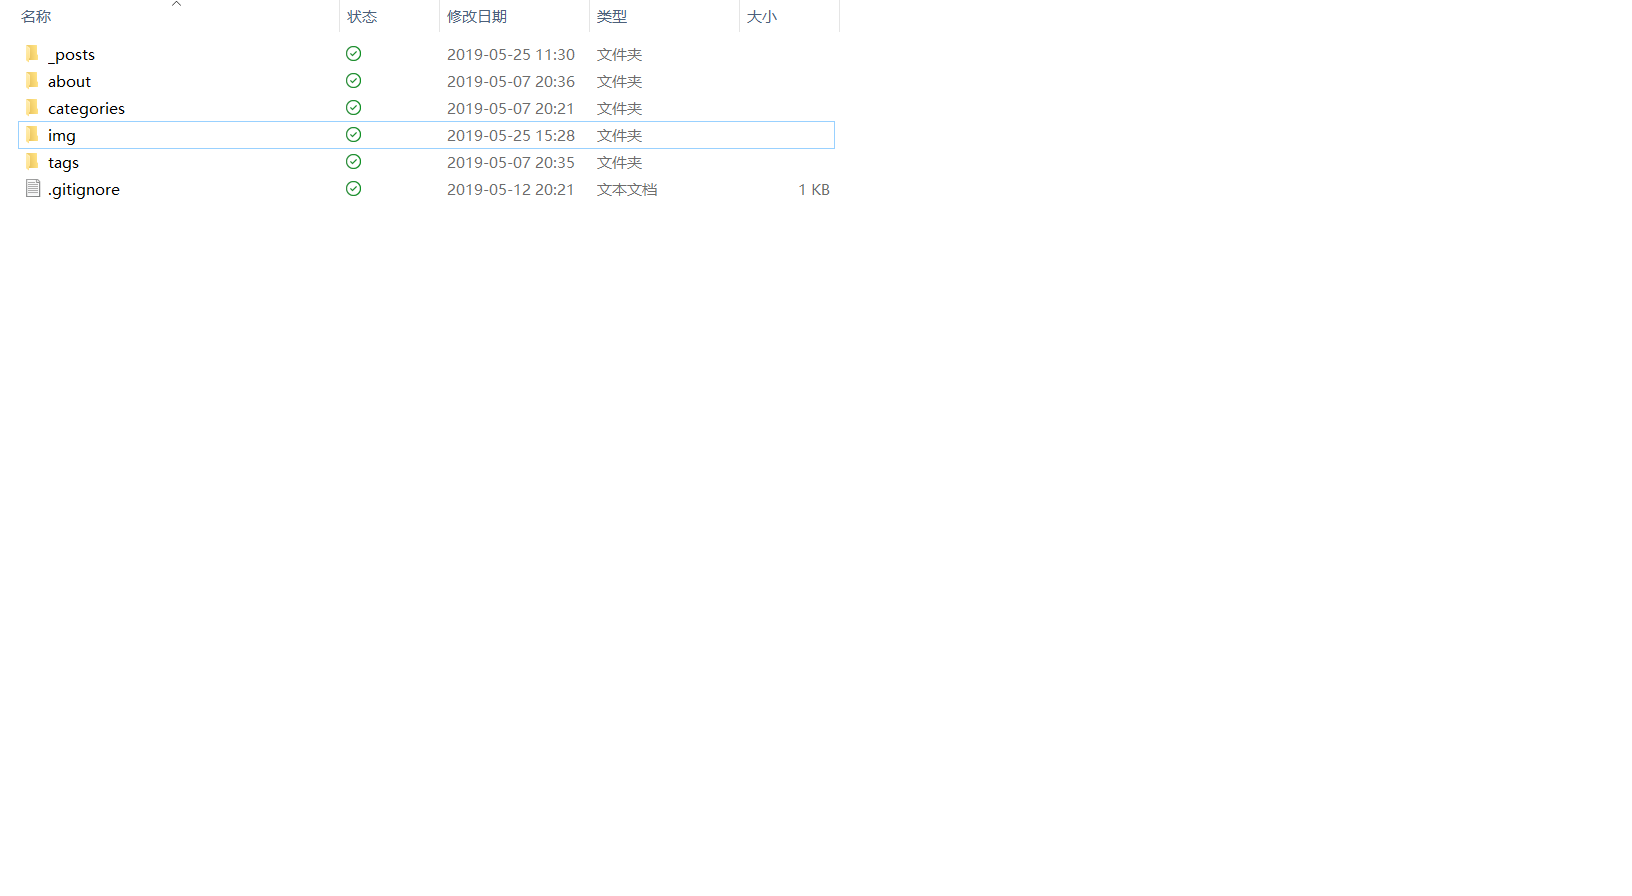 名称 状态 修改日期 类型 大小
_posts 2019-05-25 11:30 文件夹
about 2019-05-07 20:36 文件夹
categories 2019-05-07 20:21 文件夹
img 2019-05-25 15:28 文件夹
tags 2019-05-07 20:35 文件夹
.gitignore 2019-05-12 20:21 文本文档 1 KB